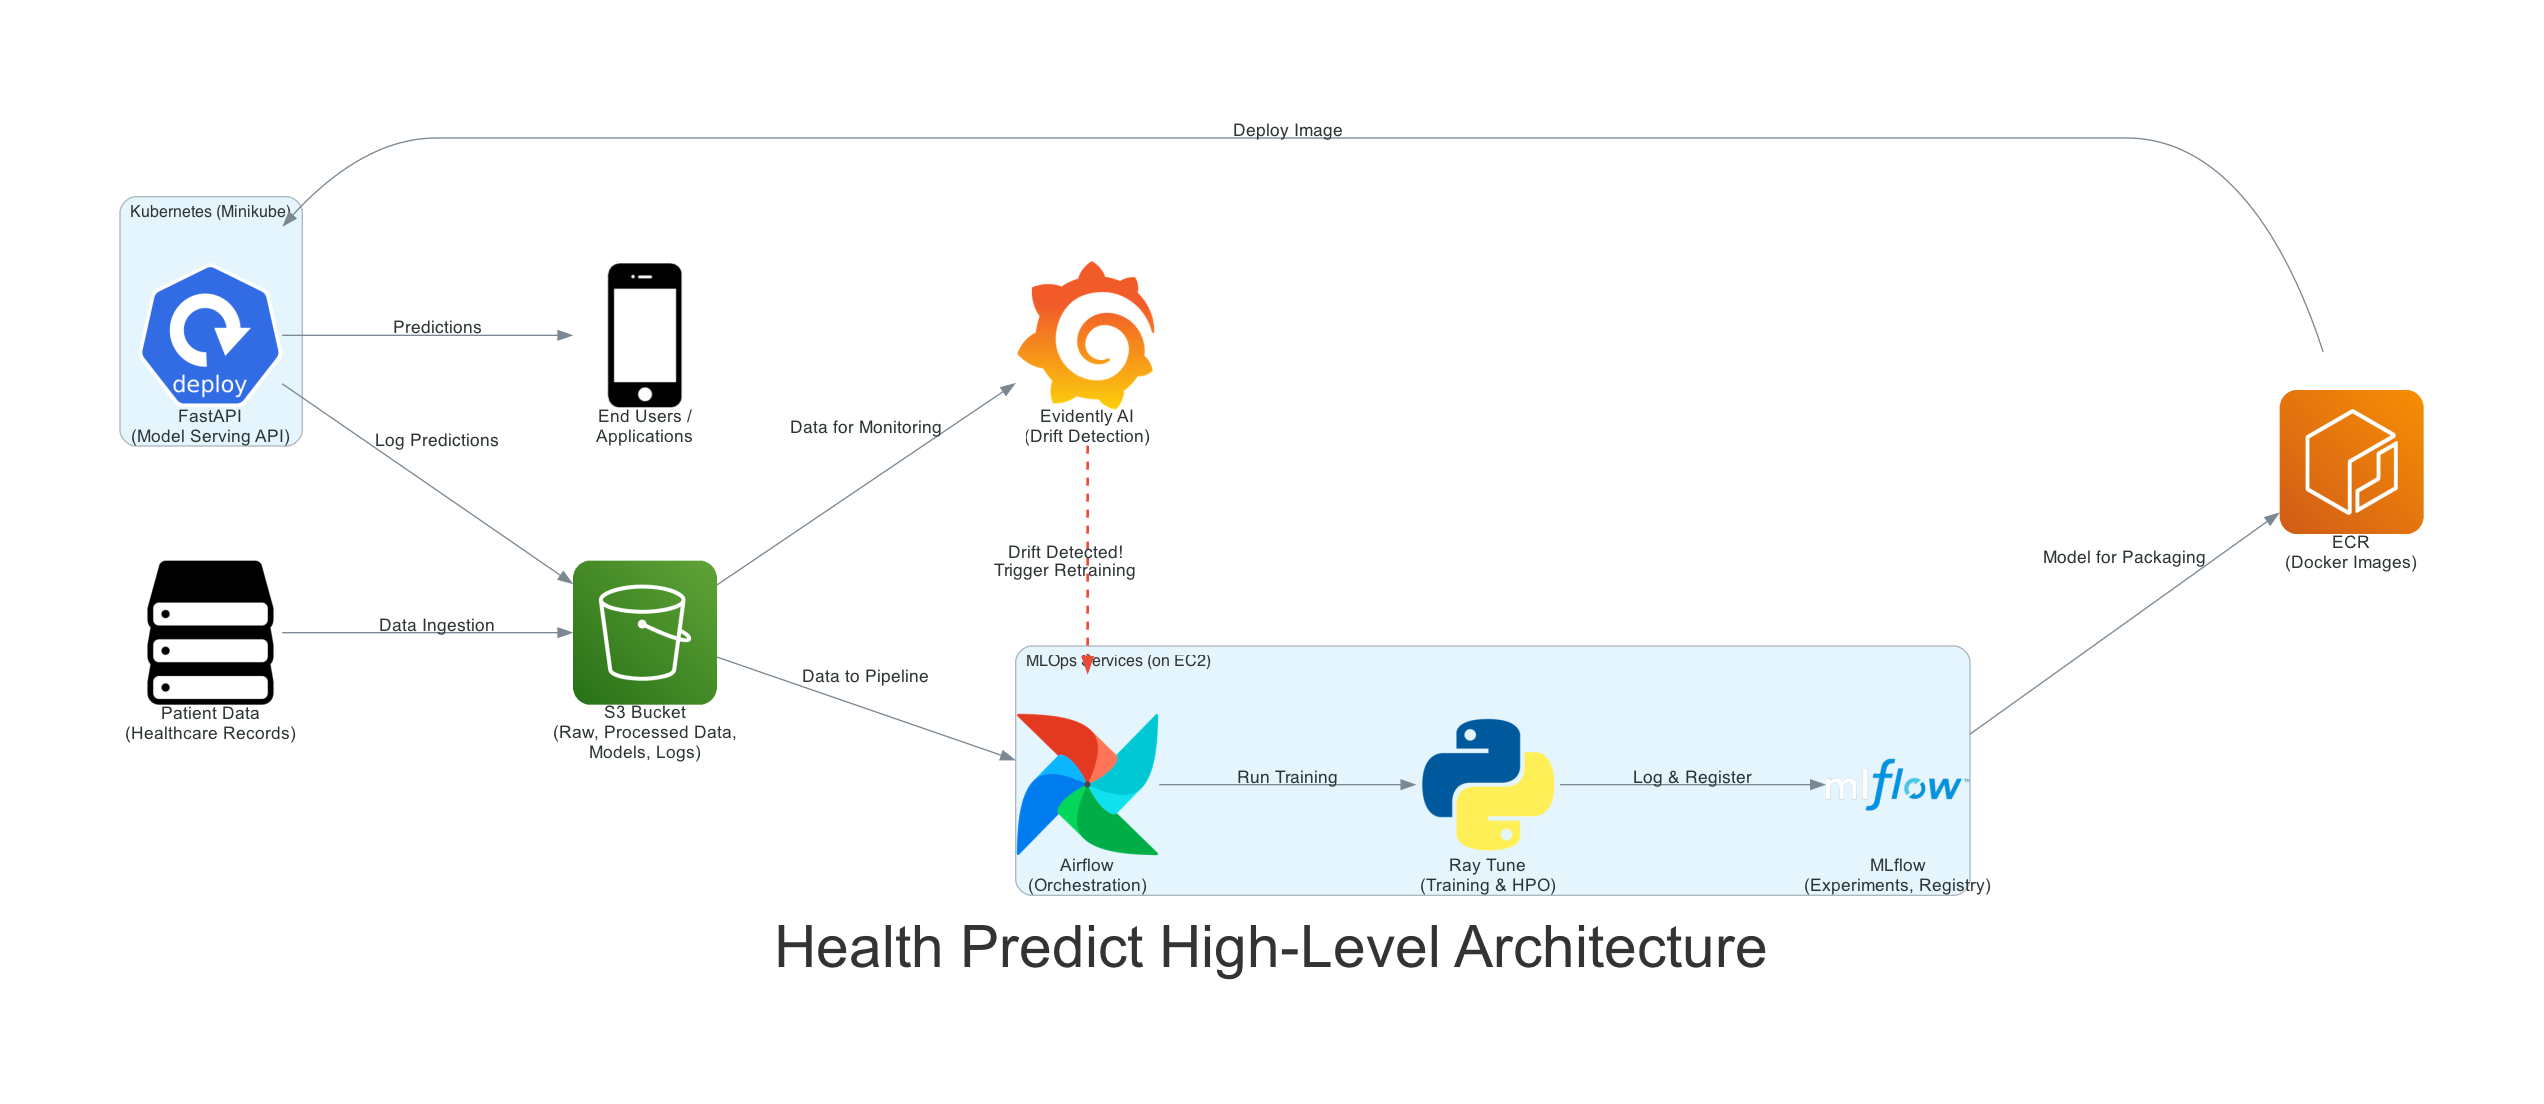 Deploy Image
Kubernetes (Minikube)
deploy
FastAPI
(Model Serving API)
Predictions
End Users /
Applications
Log Predictions
Data for Monitoring
Evidently AI
(Drift Detection)
Drift Detected!
Trigger Retraining
Patient Data
(Healthcare Records)
Data Ingestion
S3 Bucket
(Raw, Processed Data,
Models, Logs)
Data to Pipeline
MLOps Services (on EC2)
Airflow
(Orchestration)
Run Training
Ray Tune
(Training & HPO)
Log & Register
mlflow™
MLflow
(Experiments, Registry)
Model for Packaging
ECR
(Docker Images)
Health Predict High-Level Architecture